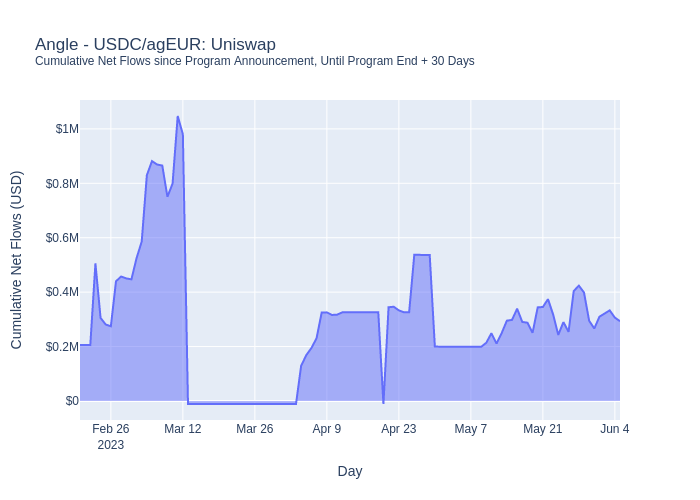 Angle - USDC/agEUR: Uniswap
Cumulative Net Flows since Program Announcement, Until Program End + 30 Days
Cumulative Net Flows (USD)
$1M
$0.8M
$0.6M
$0.4M
$0.2M
$0
Feb 26 Mar 12 Mar 26 Apr 9 Apr 23 May 7 May 21 Jun 4
2023
Day